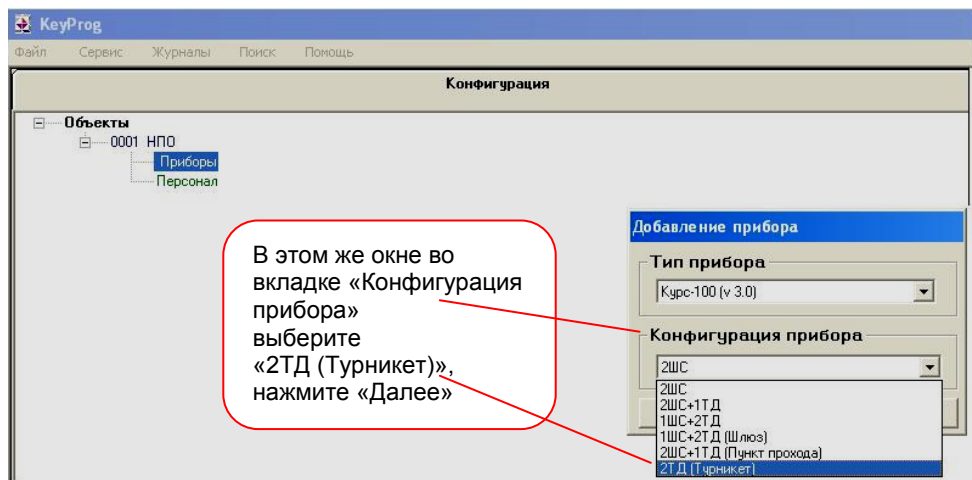 KeyProg
Файл Сервис Журналы Поиск Помощь
Конфигурация
Объекты
0001 НПО
Приборы
Персонал
В этом же окне во
вкладке «Конфигурация
прибора»
выберите
«2ТД (Турникет)»,
нажмите «Далее»
Добавление прибора
Тип прибора
Курс-100 (v 3.0)
Конфигурация прибора
2ШС
2ШС
2ШС+1ТД
1ШС+2ТД
1ШС+2ТД (Шлюз)
2ШС+1ТД (Пункт прохода)
2ТД (Турникет)